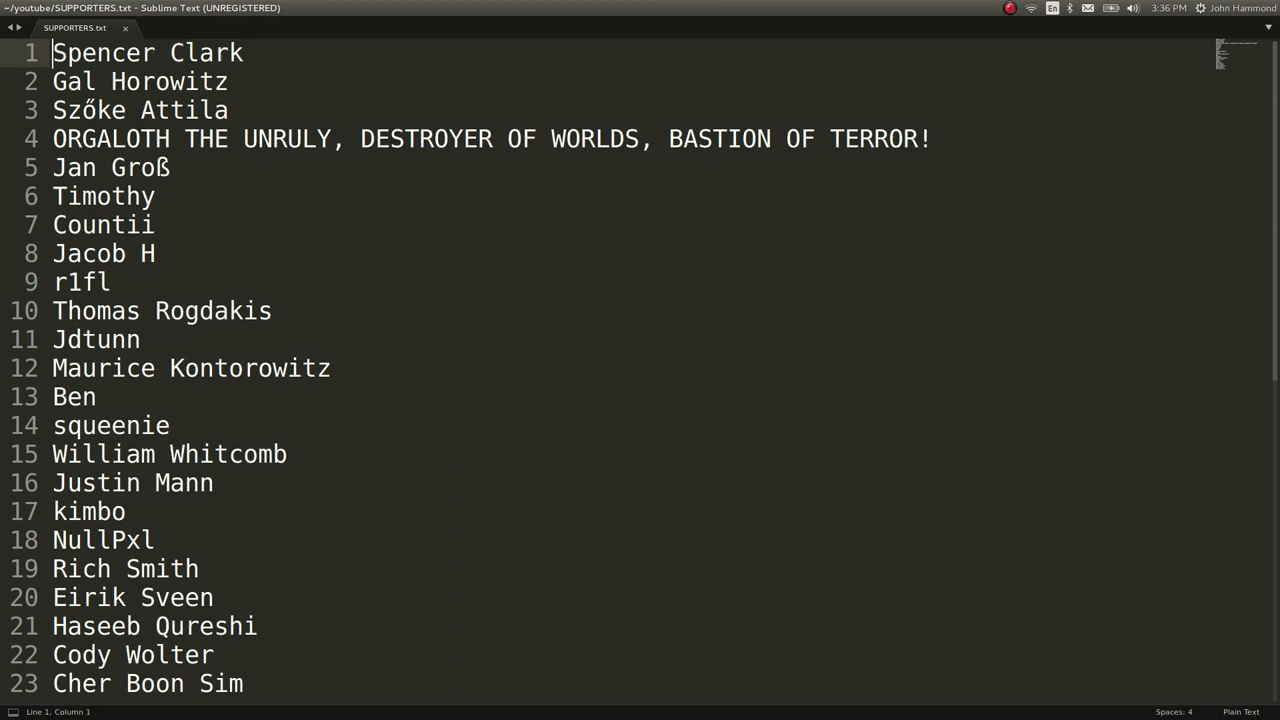 ~/youtube/SUPPORTERS.txt - Sublime Text (UNREGISTERED)
En
3:36 PM
John Hammond
SUPPORTERS.txt ×
1 Spencer Clark
2 Gal Horowitz
3 Szőke Attila
4 ORGALOTH THE UNRULY, DESTROYER OF WORLDS, BASTION OF TERROR!
5 Jan Groß
6 Timothy
7 Countii
8 Jacob H
9 r1fl
10 Thomas Rogdakis
11 Jdtunn
12 Maurice Kontorowitz
13 Ben
14 squeenie
15 William Whitcomb
16 Justin Mann
17 kimbo
18 NullPxl
19 Rich Smith
20 Eirik Sveen
21 Haseeb Qureshi
22 Cody Wolter
23 Cher Boon Sim
Line 1, Column 1
Spaces: 4
Plain Text